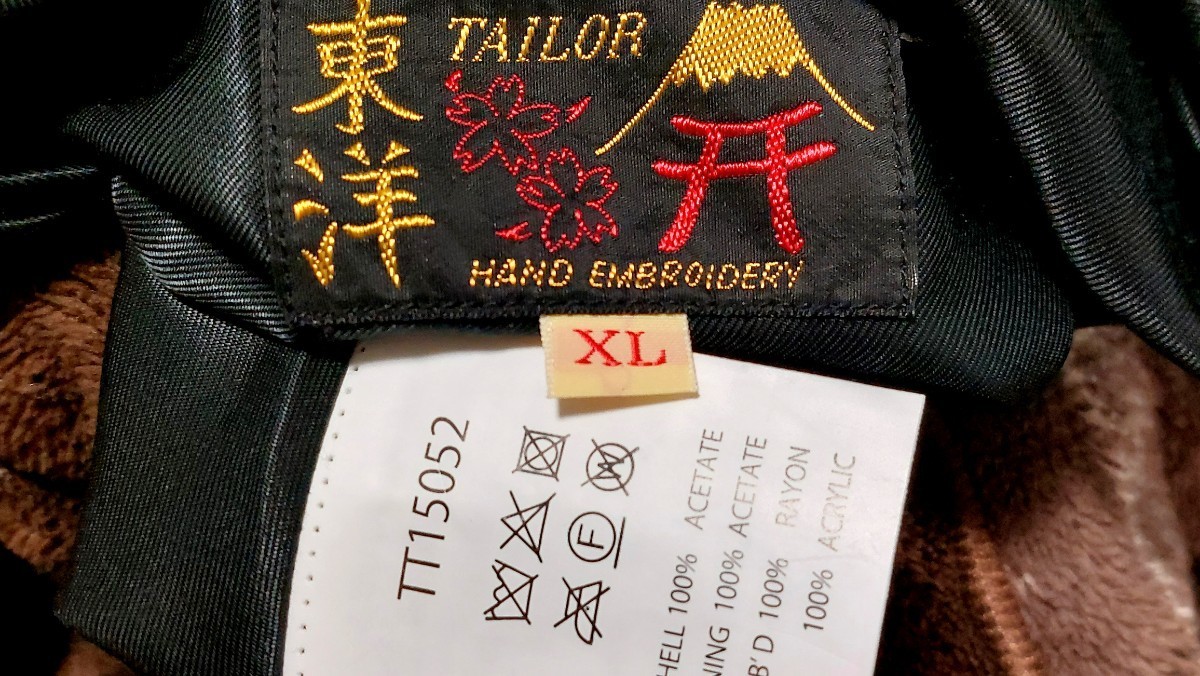 東洋
TAILOR
HAND EMBROIDERY
XL
TT15052
W
F
HELL 100% ACETATE
NING 100% ACETATE
B'D 100% RAYON
100% ACRYLIC